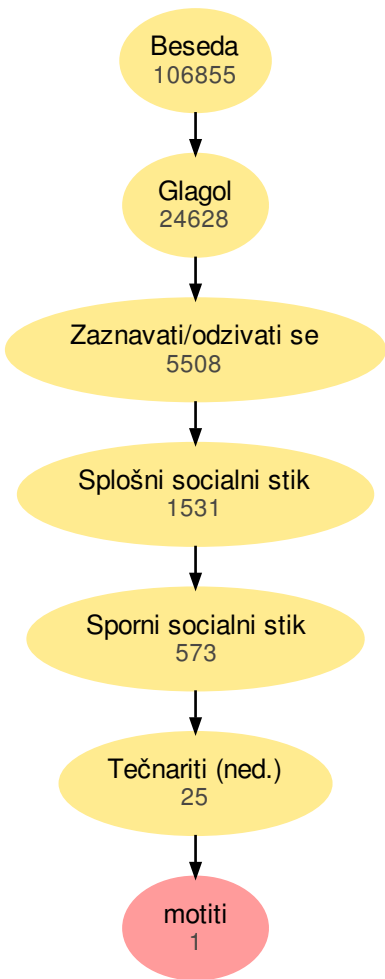 Beseda
106855
Glagol
24628
Zaznavati/odzivati se
5508
Splošni socialni stik
1531
Sporni socialni stik
573
Tečnariti (ned.)
25
motiti
1